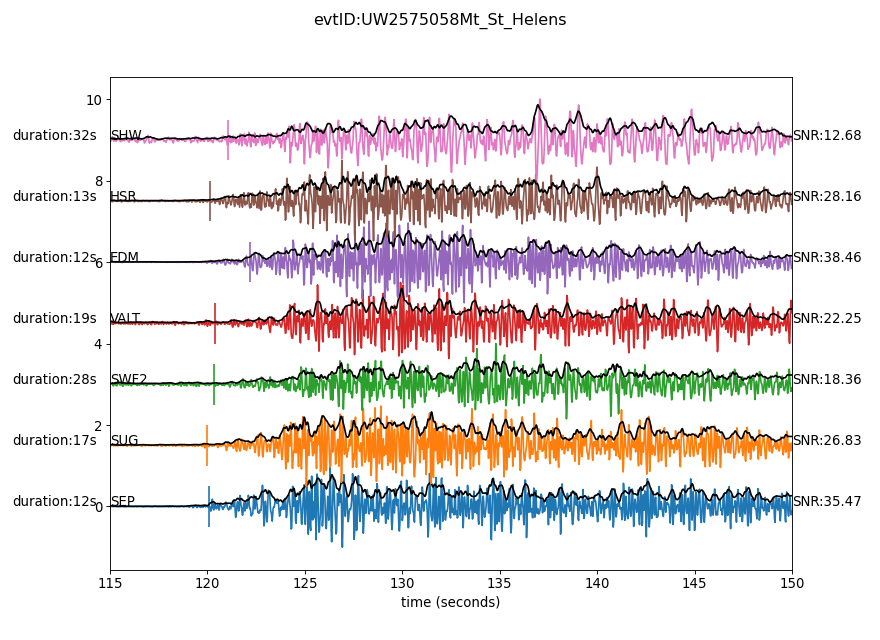 evtID:UW2575058Mt_St_Helens
10
duration:32s SHW SNR:12.68
8
duration:13s HSR SNR:28.16
duration:12s EDM SNR:38.46
6
duration:19s VALT SNR:22.25
4
duration:28s SWF2 SNR:18.36
2
duration:17s SUG SNR:26.83
duration:12s SEP SNR:35.47
0
115 120 125 130 135 140 145 150
time (seconds)